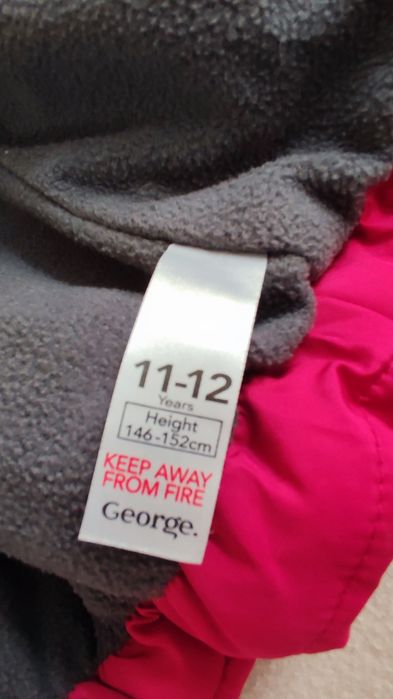 11-12
Years
Height
146-152cm
KEEP AWAY
FROM FIRE
George.